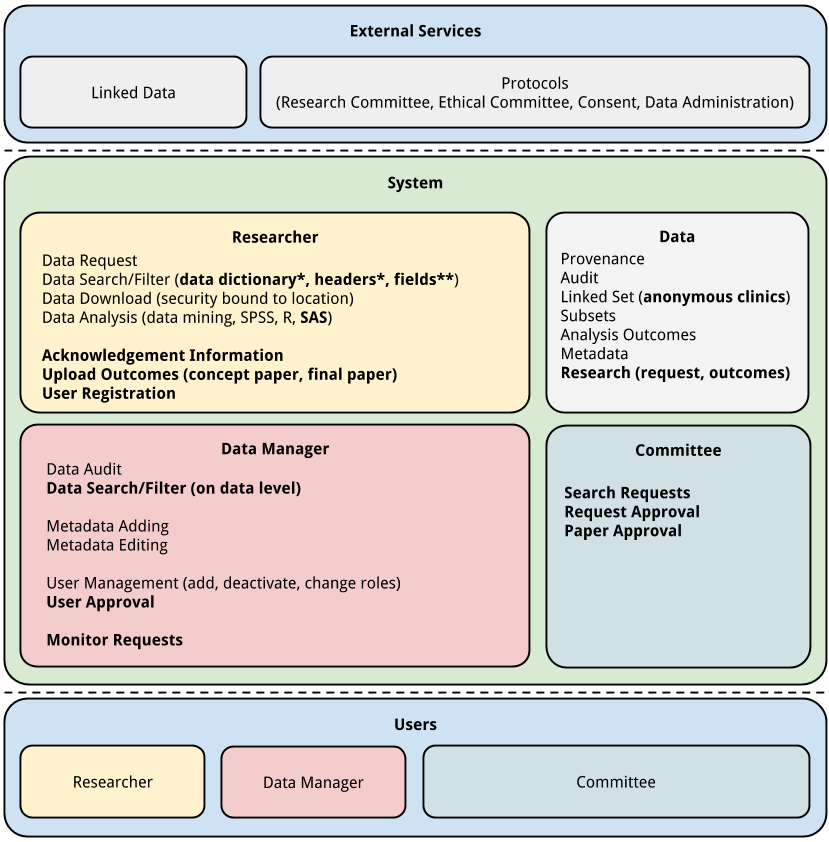 External Services
Linked Data
Protocols
(Research Committee, Ethical Committee, Consent, Data Administration)
System
Researcher
Data Request
Data Search/Filter (data dictionary*, headers*, fields**)
Data Download (security bound to location)
Data Analysis (data mining, SPSS, R, SAS)
Acknowledgement Information
Upload Outcomes (concept paper, final paper)
User Registration
Data
Provenance
Audit
Linked Set (anonymous clinics)
Subsets
Analysis Outcomes
Metadata
Research (request, outcomes)
Data Manager
Data Audit
Data Search/Filter (on data level)
Metadata Adding
Metadata Editing
User Management (add, deactivate, change roles)
User Approval
Monitor Requests
Committee
Search Requests
Request Approval
Paper Approval
Users
Researcher
Data Manager
Committee